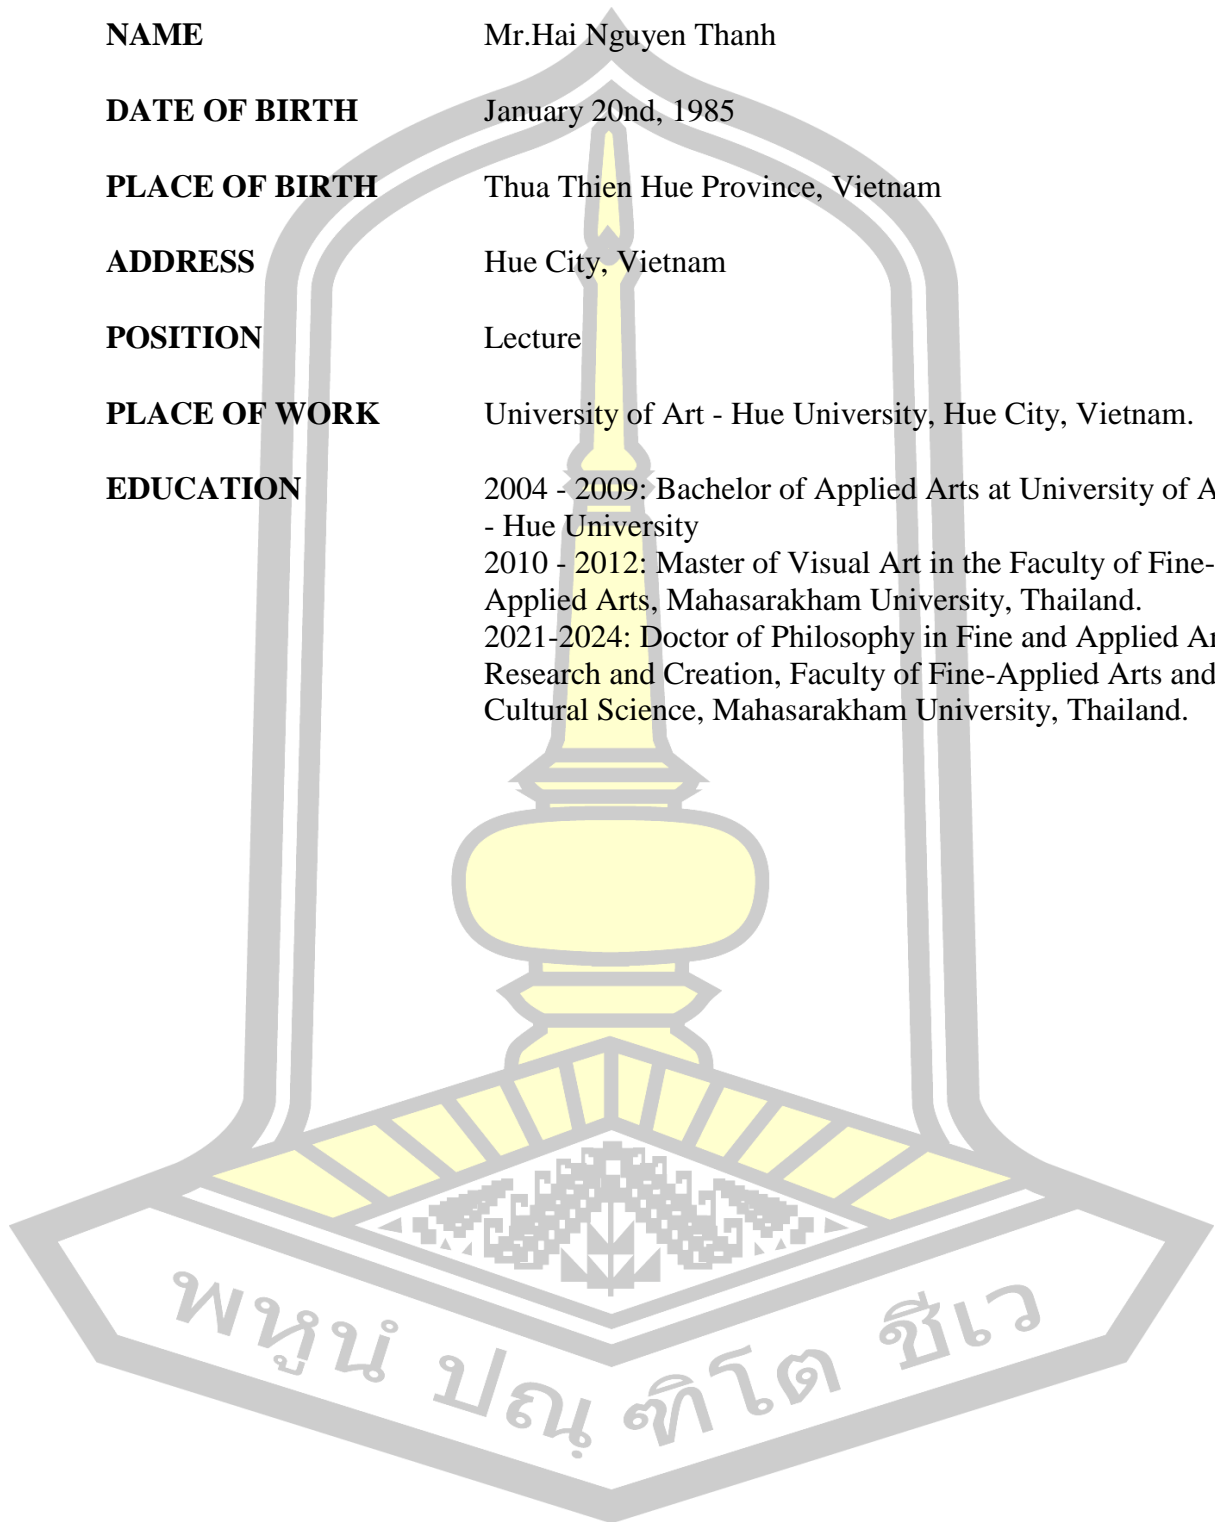 NAME Mr.Hai Nguyen Thanh
DATE OF BIRTH January 20nd, 1985
PLACE OF BIRTH Thua Thien Hue Province, Vietnam
ADDRESS Hue City, Vietnam
POSITION Lecture
PLACE OF WORK University of Art - Hue University, Hue City, Vietnam.
EDUCATION 2004 - 2009: Bachelor of Applied Arts at University of
- Hue University
2010 - 2012: Master of Visual Art in the Faculty of Fine-
Applied Arts, Mahasarakham University, Thailand.
2021-2024: Doctor of Philosophy in Fine and Applied
Research and Creation, Faculty of Fine-Applied Arts and
Cultural Science, Mahasarakham University, Thailand.
พหูนํ ปณฺ ฑิโต ชีเว